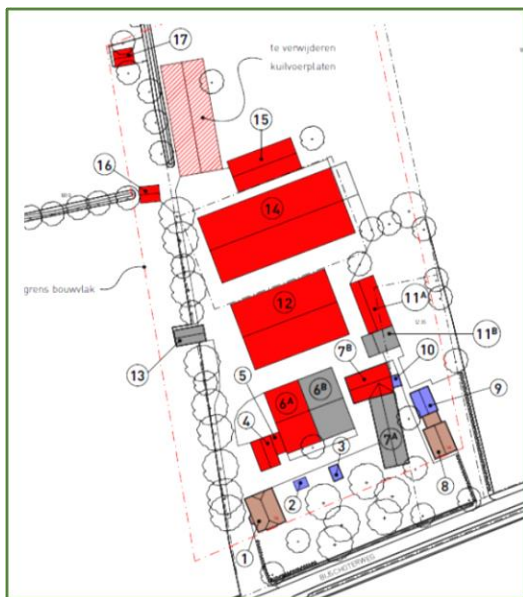 17
te verwijderen
kuilvoerplaten
15
16
14
grens bouwvlak
11A
12
11B
13
7B
10
5
6A
6B
9
4
3
7A
2
8
1
BLISCHOTERWEG